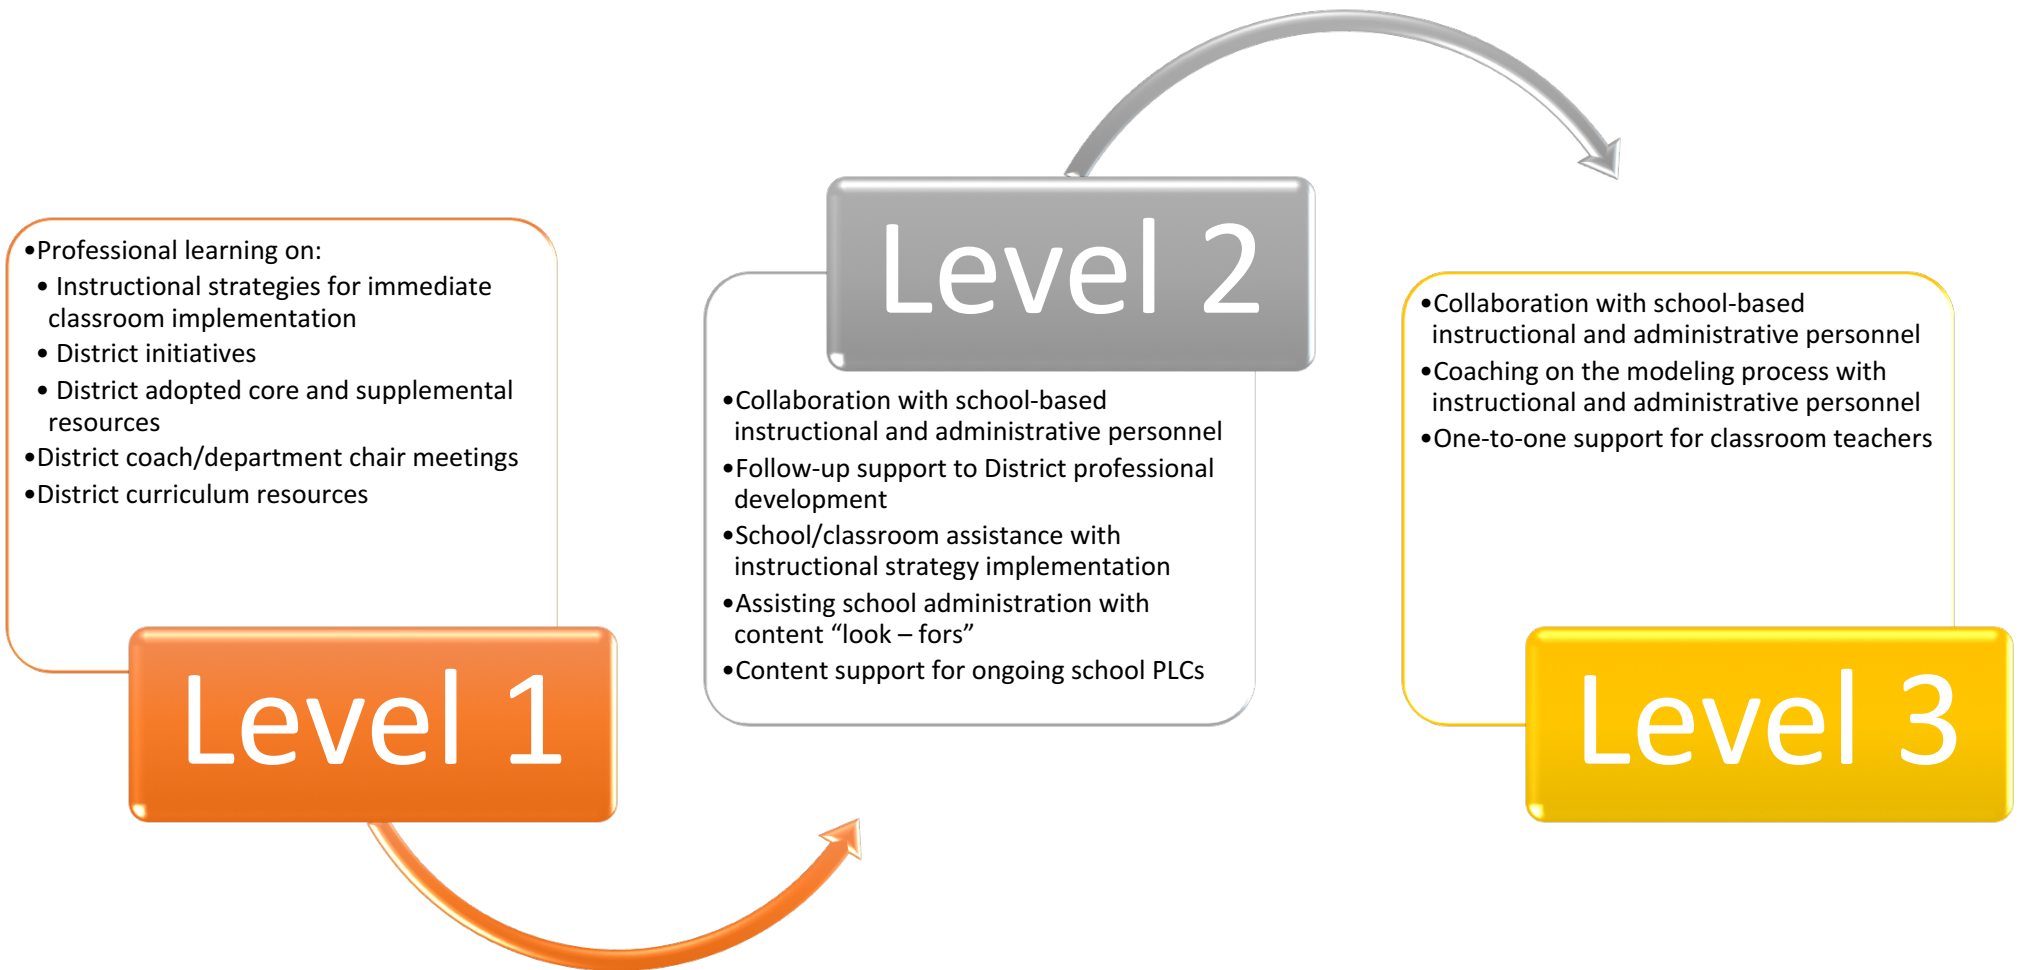 •Professional learning on:
• Instructional strategies for immediate
classroom implementation
• District initiatives
• District adopted core and supplemental
resources
•District coach/department chair meetings
•District curriculum resources
Level 1
Level 2
•Collaboration with school-based
instructional and administrative personnel
•Follow-up support to District professional
development
•School/classroom assistance with
instructional strategy implementation
•Assisting school administration with
content “look – fors”
•Content support for ongoing school PLCs
•Collaboration with school-based
instructional and administrative personnel
•Coaching on the modeling process with
instructional and administrative personnel
•One-to-one support for classroom teachers
Level 3